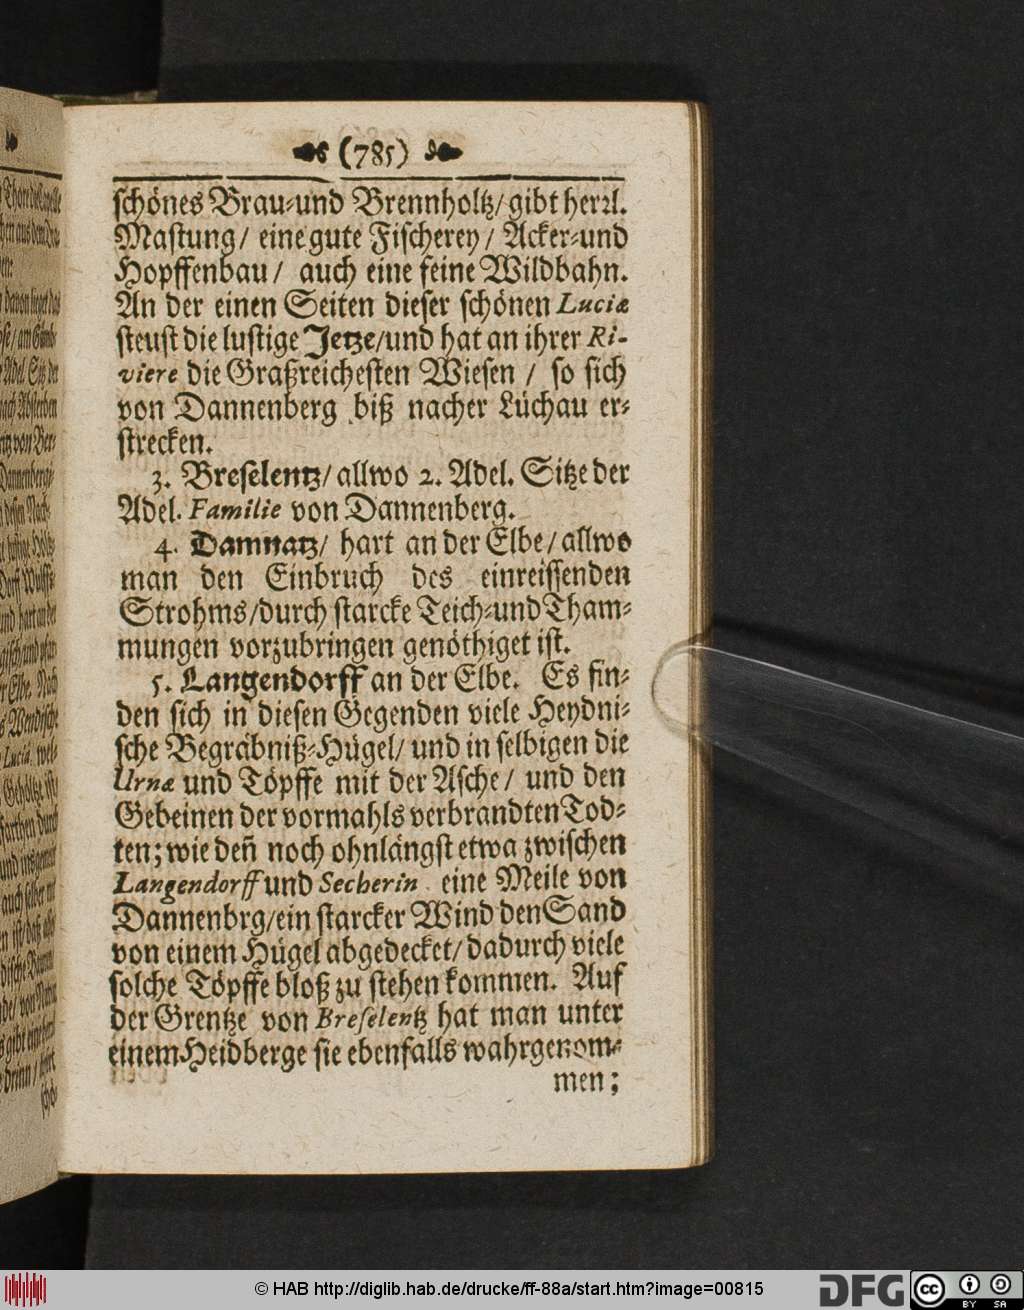 (785)
schönes Brau-und Brennholtz/gibt herrl.
Mastung/ eine gute Fischerey/ Acker-und
Hopffenbau/ auch eine feine Wildbahn.
An der einen Seiten dieser schönen Luciæ
steust die lustige Jetze/und hat an ihrer Ri-
viere die Graßreichesten Wiesen / so sich
von Dannenberg biß nacher Lüchau er-
strecken.
3. Breselentz/allwo 2. Adel. Sitze der
Adel. Familie von Dannenberg.
4. Damnatz/ hart an der Elbe/allwo
man den Einbruch des einreissenden
Strohms/durch starcke Teich-und Tham-
mungen vorzubringen genöthiget ist.
5. Langendorff an der Elbe. Es fin-
den sich in diesen Gegenden viele Heydni-
sche Begräbniß-Hügel/ und in selbigen die
Urnæ und Töpffe mit der Asche/ und den
Gebeinen der vormahls verbrandten Tod-
ten; wie deñ noch ohnlängst etwa zwischen
Langendorff und Secherin eine Meile von
Dannenbrg/ein starcker Wind den Sand
von einem Hügel abgedecket/dadurch viele
solche Töpffe bloß zu stehen kommen. Auf
der Grentze von Breselentz hat man unter
einem Heidberge sie ebenfalls wahrgenom-
men;
© HAB http://diglib.hab.de/drucke/ff-88a/start.htm?image=00815
DFG
cc BY SA